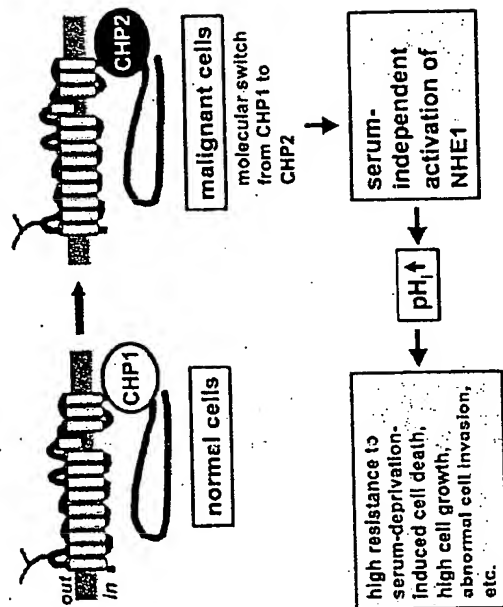 out
in
CHP1
normal cells
CHP2
malignant cells
molecular switch
from CHP1 to
CHP2
serum-
independent
activation of
NHE1
pHi↑
high resistance to
serum-deprivation-
induced cell death,
high cell growth,
abnormal cell invasion,
etc.